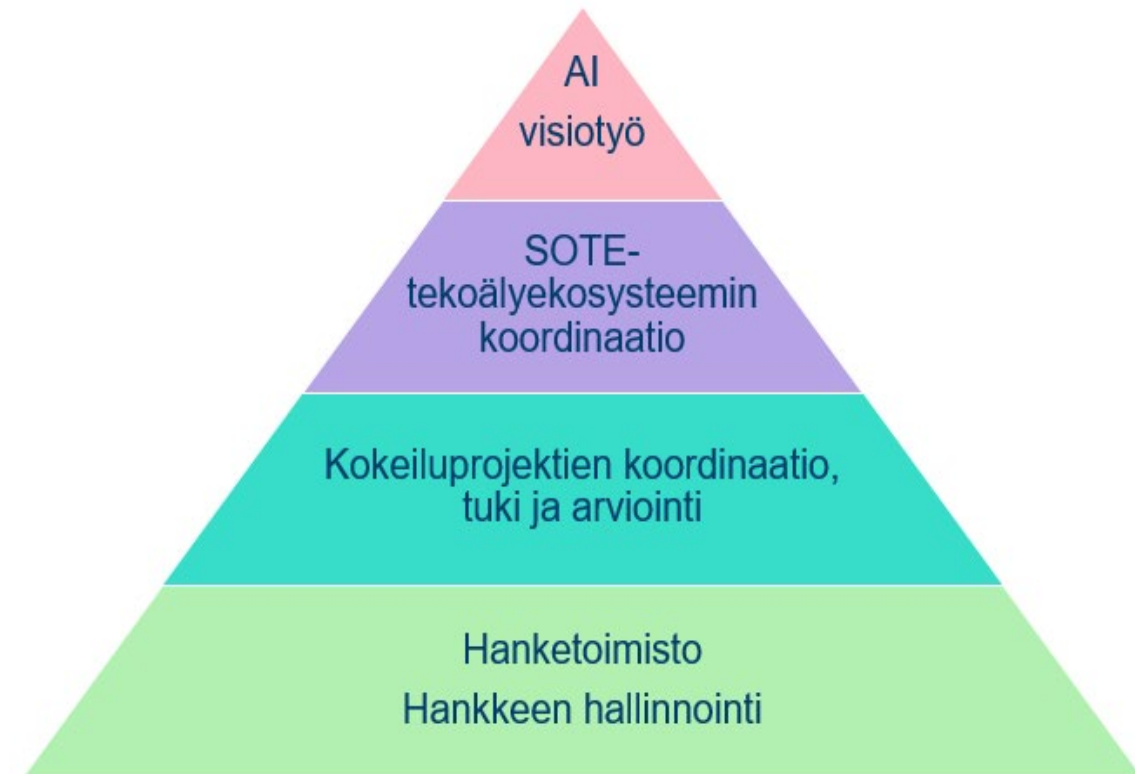 AI
visiotyö
SOTE-
tekoälyekosysteemin
koordinaatio
Kokeiluprojektien koordinaatio,
tuki ja arviointi
Hanketoimisto
Hankkeen hallinnointi